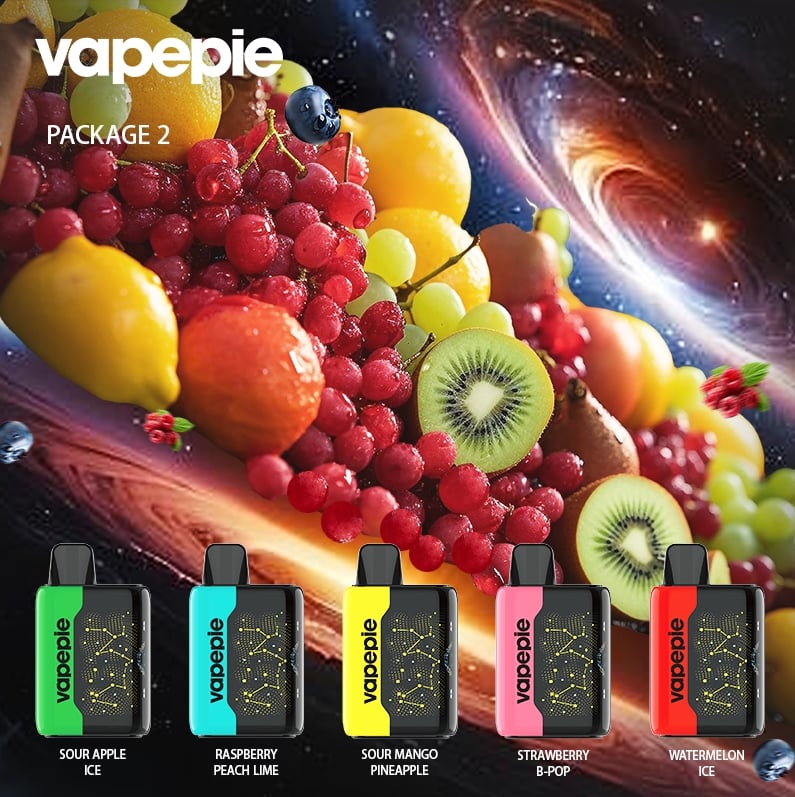 vapepie
PACKAGE 2
vapepie
vapepie
vapepie
vapepie
vapepie
SOUR APPLE
ICE
RASPBERRY
PEACH LIME
SOUR MANGO
PINEAPPLE
STRAWBERRY
B-POP
WATERMELON
ICE